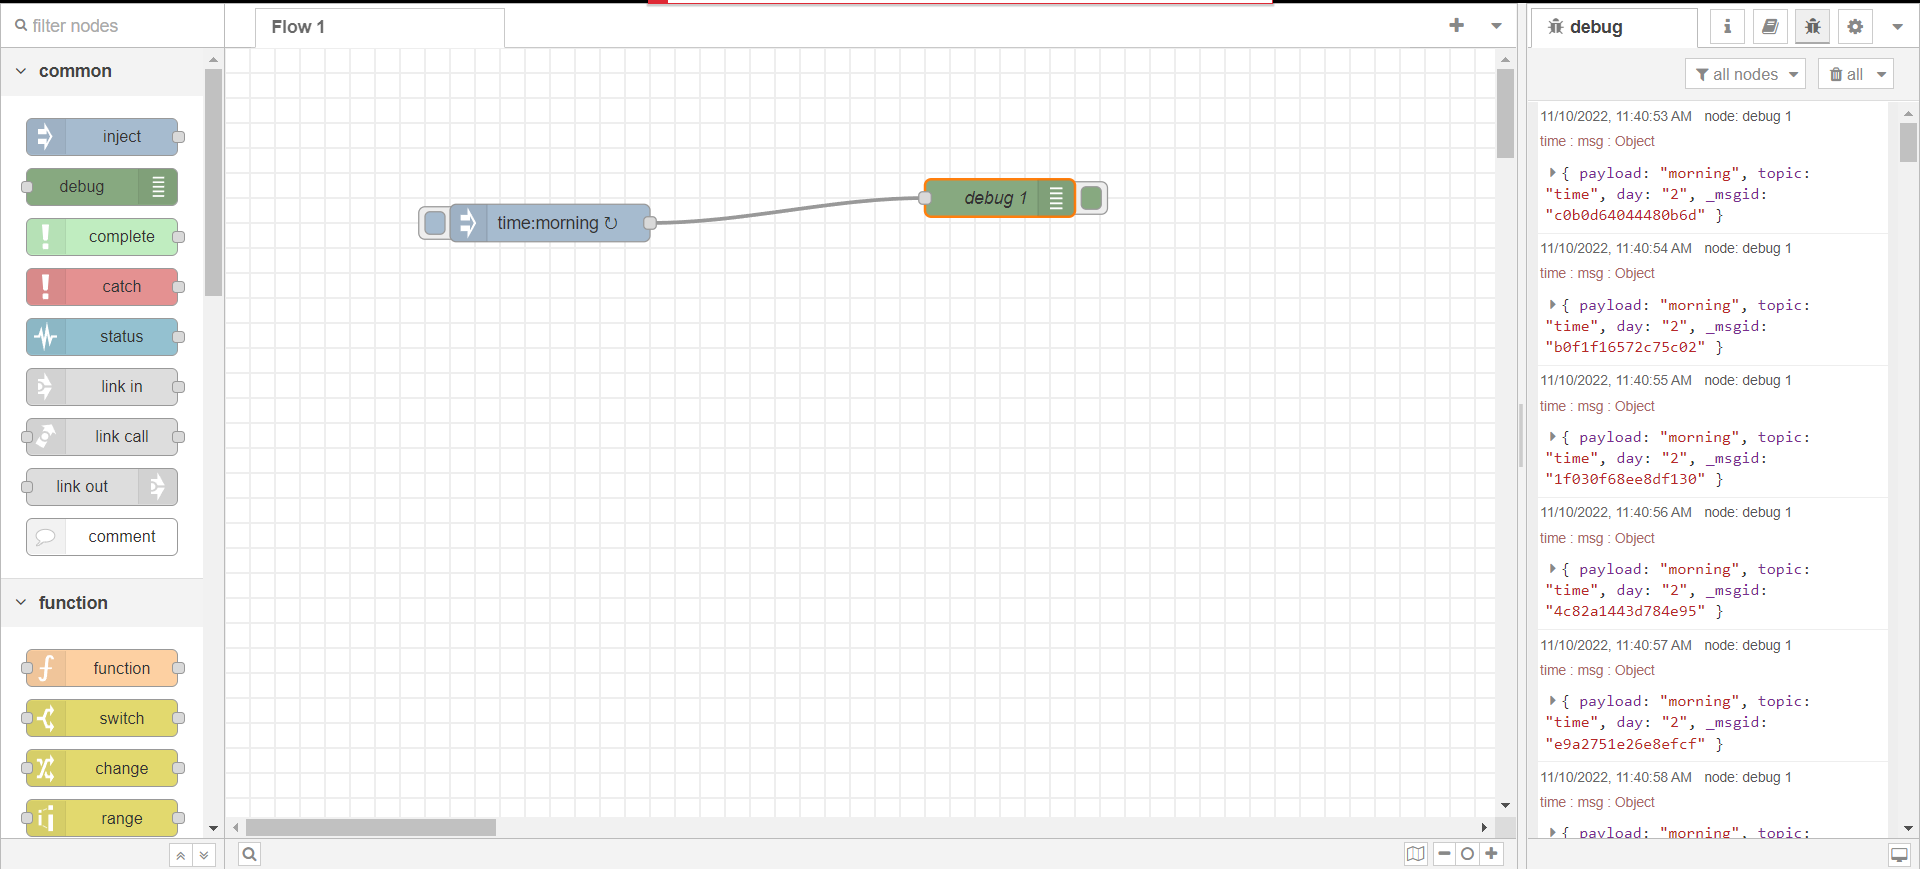 filter nodes
common
inject
debug
complete
catch
status
link in
link call
link out
comment
function
function
switch
change
range
Flow 1
time:morning ↻
debug 1
debug
all nodes
all
11/10/2022, 11:40:53 AM node: debug 1
time : msg : Object
{ payload: "morning", topic:
"time", day: "2", _msgid:
"c0b0d64044480b6d" }
11/10/2022, 11:40:54 AM node: debug 1
time : msg : Object
{ payload: "morning", topic:
"time", day: "2", _msgid:
"b0f1f16572c75c02" }
11/10/2022, 11:40:55 AM node: debug 1
time : msg : Object
{ payload: "morning", topic:
"time", day: "2", _msgid:
"1f030f68ee8df130" }
11/10/2022, 11:40:56 AM node: debug 1
time : msg : Object
{ payload: "morning", topic:
"time", day: "2", _msgid:
"4c82a1443d784e95" }
11/10/2022, 11:40:57 AM node: debug 1
time : msg : Object
{ payload: "morning", topic:
"time", day: "2", _msgid:
"e9a2751e26e8efcf" }
11/10/2022, 11:40:58 AM node: debug 1
time : msg : Object
{ payload: "morning", topic: